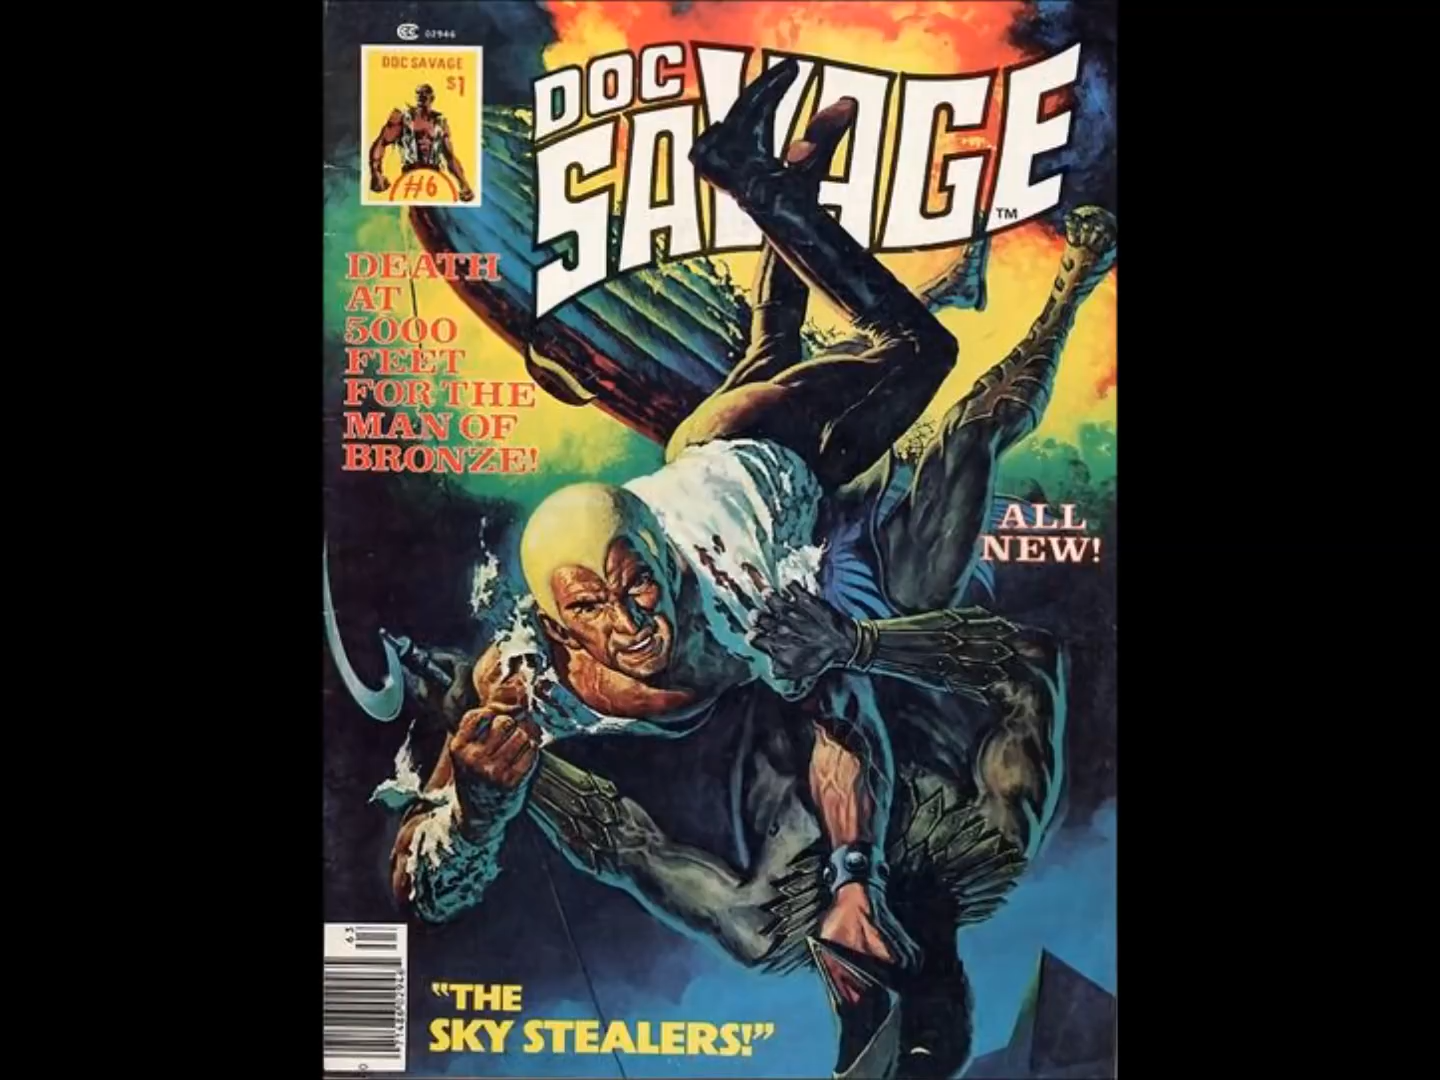 CC 02946
DOC SAVAGE
$1
#6
DOC
SAVAGE
TM
DEATH
AT
5000
FEET
FOR THE
MAN OF
BRONZE!
ALL
NEW!
63
"THE
SKY STEALERS!"